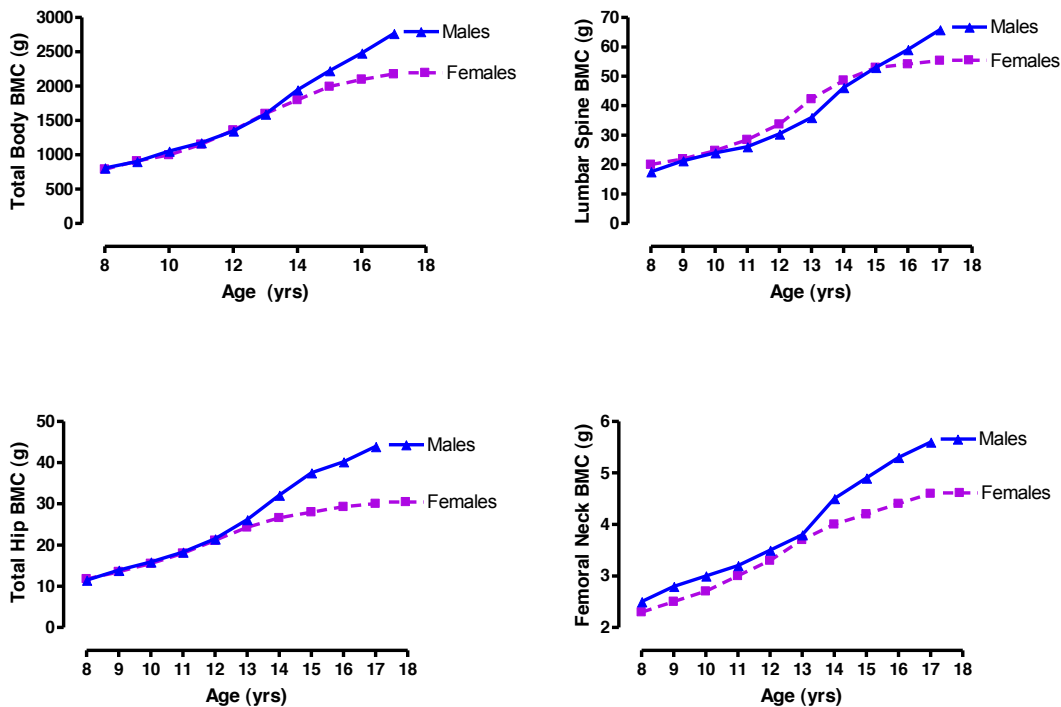 Total Body BMC (g)
3000
2500
2000
1500
1000
500
0
Males
Females
8 10 12 14 16 18
Age (yrs)
Lumbar Spine BMC (g)
70
60
50
40
30
20
10
0
Males
Females
8 9 10 11 12 13 14 15 16 17 18
Age (yrs)
Total Hip BMC (g)
50
40
30
20
10
0
Males
Females
8 9 10 11 12 13 14 15 16 17 18
Age (yrs)
Femoral Neck BMC (g)
6
5
4
3
2
Males
Females
8 9 10 11 12 13 14 15 16 17 18
Age (yrs)